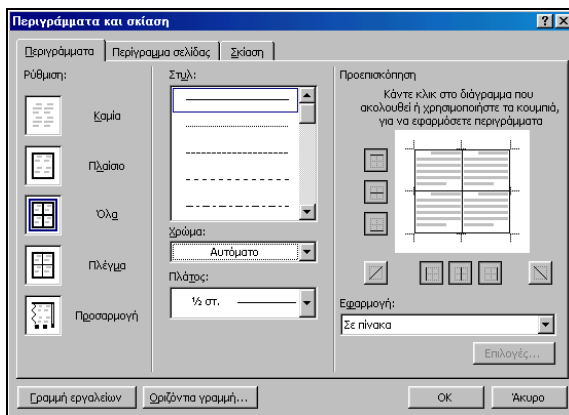 Περιγράμματα και σκίαση
Περιγράμματα
Περίγραμμα σελίδας
Σκίαση
Ρύθμιση:
Καμία
Πλαίσιο
Όλα
Πλέγμα
Προσαρμογή
Στυλ:
Χρώμα:
Αυτόματο
Πλάτος:
½ στ.
Προεπισκόπηση
Κάντε κλικ στο διάγραμμα που
ακολουθεί ή χρησιμοποιήστε τα κουμπιά,
για να εφαρμόσετε περιγράμματα
Εφαρμογή:
Σε πίνακα
Επιλογές...
Γραμμή εργαλείων
Οριζόντια γραμμή...
OK
Άκυρο